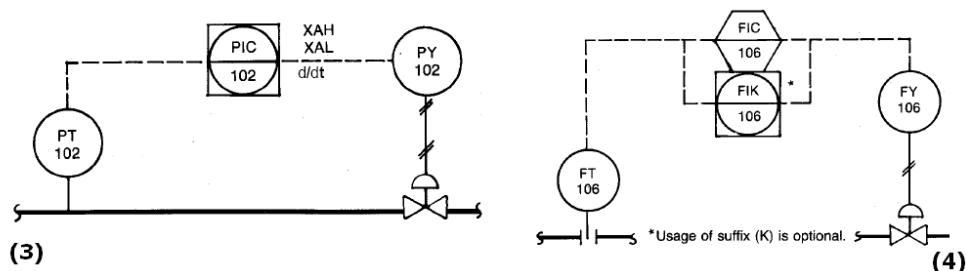 XAH
XAL
d/dt
PIC
102
PY
102
PT
102
(3)
FIC
106
FIK
106
*
FY
106
FT
106
*Usage of suffix (K) is optional.
(4)